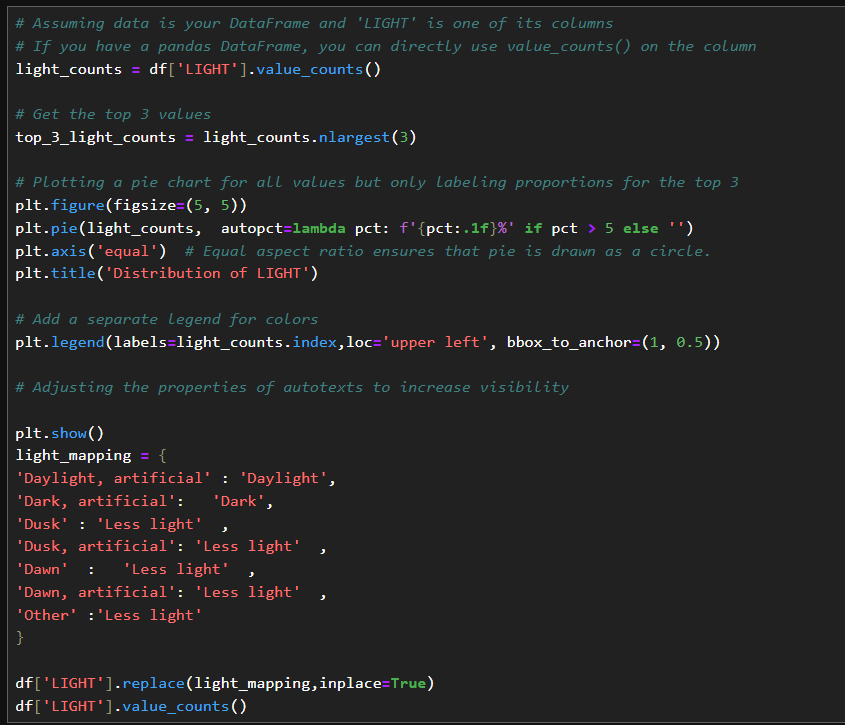 # Assuming data is your DataFrame and 'LIGHT' is one of its columns
# If you have a pandas DataFrame, you can directly use value_counts() on the column
light_counts = df['LIGHT'].value_counts()
# Get the top 3 values
top_3_light_counts = light_counts.nlargest(3)
# Plotting a pie chart for all values but only labeling proportions for the top 3
plt.figure(figsize=(5, 5))
plt.pie(light_counts,  autopct=lambda pct: f'{pct:.1f}%' if pct > 5 else '')
plt.axis('equal')  # Equal aspect ratio ensures that pie is drawn as a circle.
plt.title('Distribution of LIGHT')
# Add a separate legend for colors
plt.legend(labels=light_counts.index,loc='upper left', bbox_to_anchor=(1, 0.5))
# Adjusting the properties of autotexts to increase visibility
plt.show()
light_mapping = {
'Daylight, artificial' : 'Daylight',
'Dark, artificial':   'Dark',
'Dusk' : 'Less light'  ,
'Dusk, artificial': 'Less light'  ,
'Dawn'  :   'Less light'  ,
'Dawn, artificial': 'Less light'  ,
'Other' :'Less light'
}
df['LIGHT'].replace(light_mapping,inplace=True)
df['LIGHT'].value_counts()